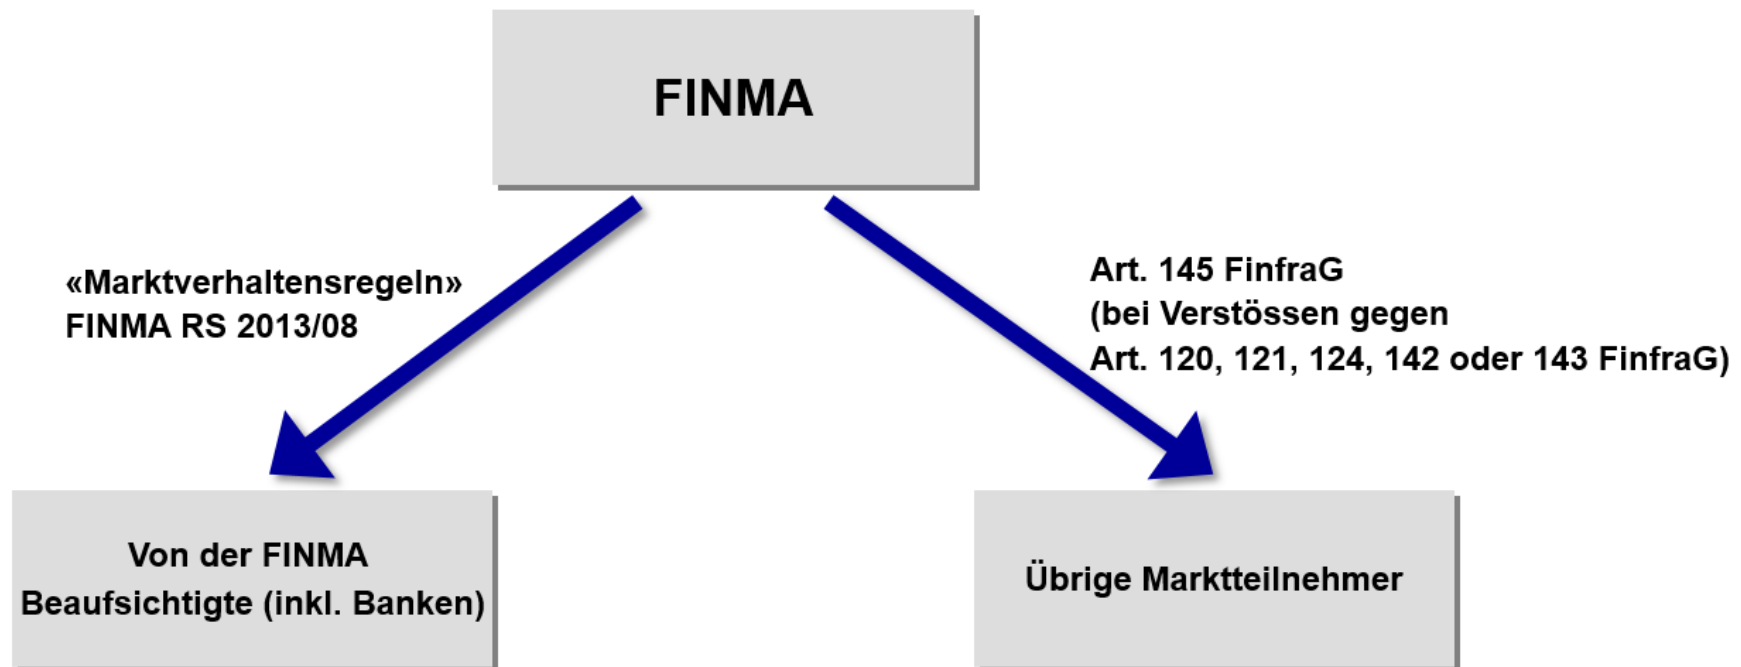 FINMA
«Marktverhaltensregeln»
FINMA RS 2013/08
Art. 145 FinfraG
(bei Verstössen gegen
Art. 120, 121, 124, 142 oder 143 FinfraG)
Von der FINMA
Beaufsichtigte (inkl. Banken)
Übrige Marktteilnehmer